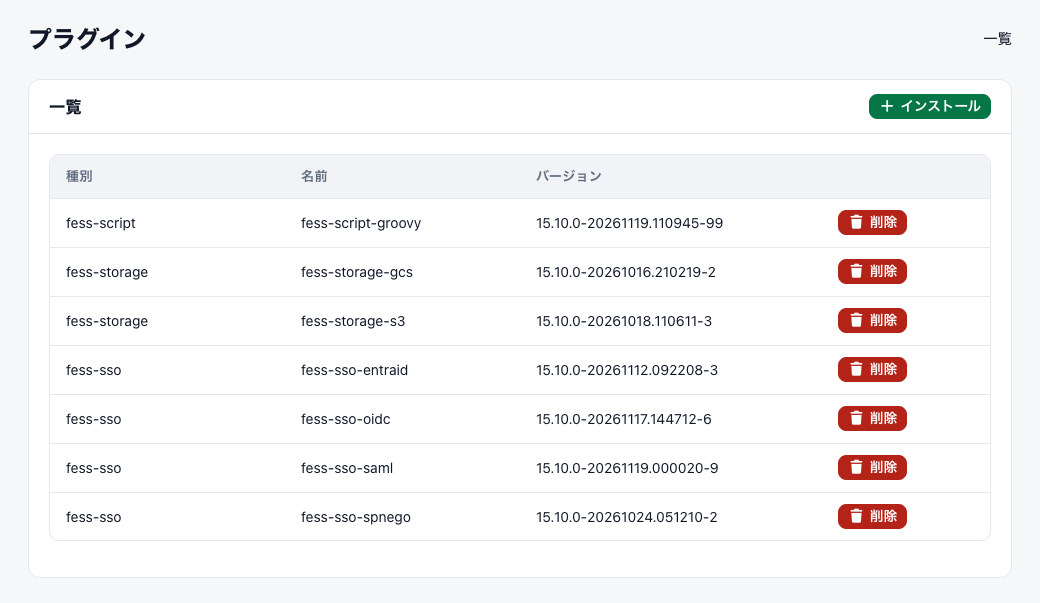 プラグイン
一覧
一覧
インストール
種別 名前 バージョン
fess-script fess-script-groovy 15.10.0-20261119.110945-99 削除
fess-storage fess-storage-gcs 15.10.0-20261016.210219-2 削除
fess-storage fess-storage-s3 15.10.0-20261018.110611-3 削除
fess-sso fess-sso-entraid 15.10.0-20261112.092208-3 削除
fess-sso fess-sso-oidc 15.10.0-20261117.144712-6 削除
fess-sso fess-sso-saml 15.10.0-20261119.000020-9 削除
fess-sso fess-sso-spnego 15.10.0-20261024.051210-2 削除